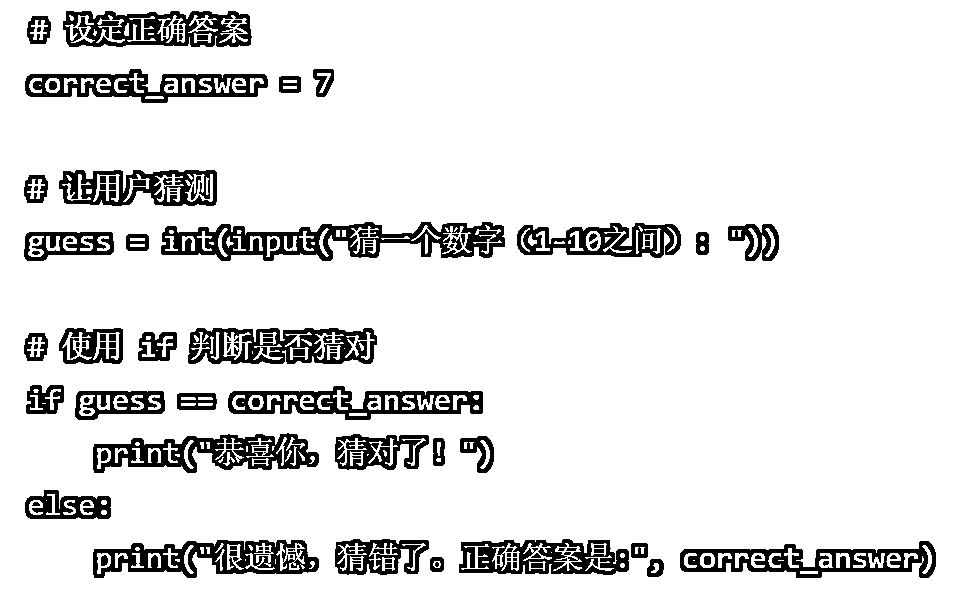 # 设定正确答案
correct_answer = 7
# 让用户猜测
guess = int(input("猜一个数字（1-10之间）: "))
# 使用 if 判断是否猜对
if guess == correct_answer:
    print("恭喜你，猜对了！")
else:
    print("很遗憾，猜错了。正确答案是:", correct_answer)